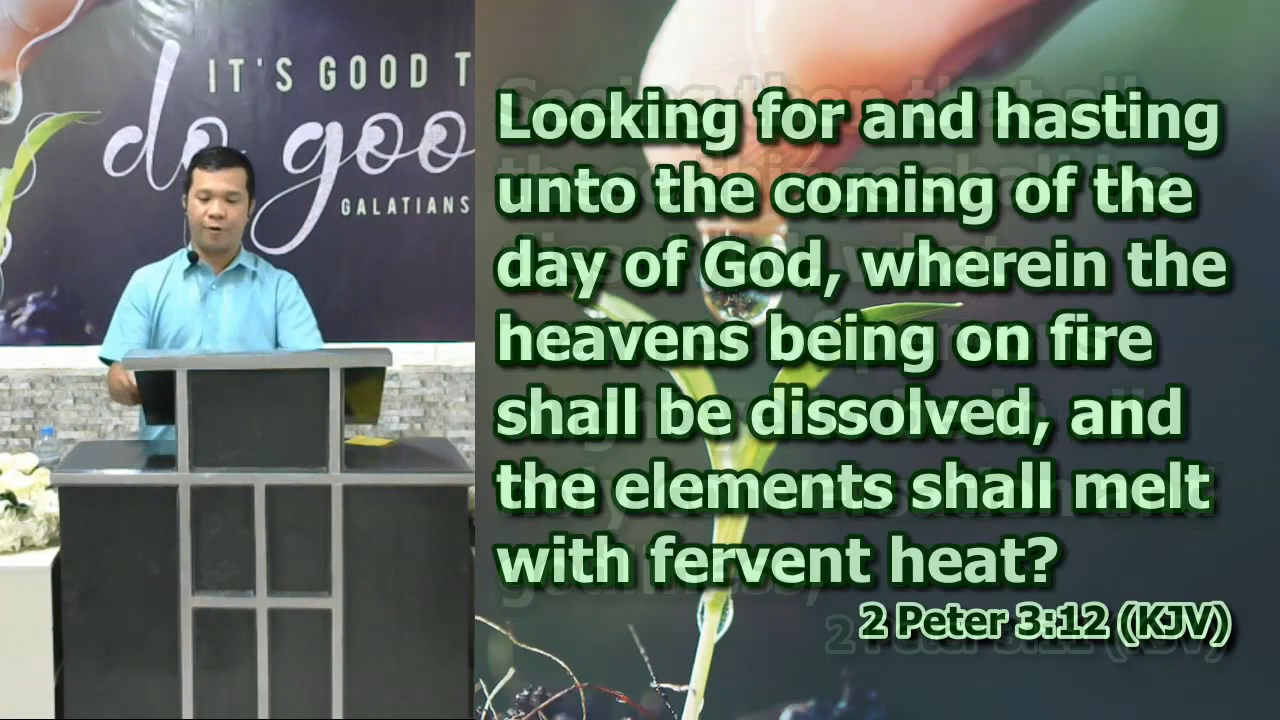 IT'S GOOD T
do goo
GALATIANS
Looking for and hasting
unto the coming of the
day of God, wherein the
heavens being on fire
shall be dissolved, and
the elements shall melt
with fervent heat?
2 Peter 3:12 (KJV)